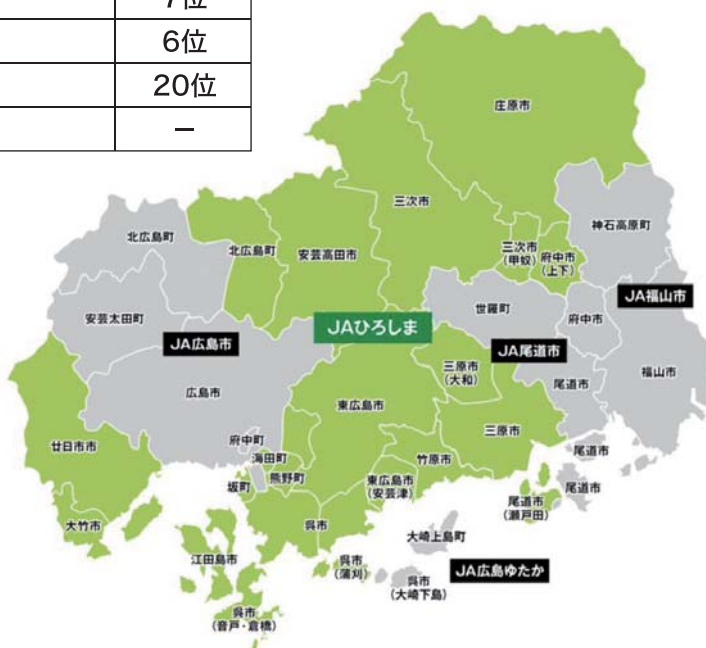 7位
6位
20位
－
庄原市
三次市
神石高原町
北広島町
北広島町
安芸高田市
三次市
(甲奴)
府中市
(上下)
JA福山市
世羅町
府中市
安芸太田町
JAひろしま
JA広島市
JA尾道市
三原市
(大和)
福山市
広島市
尾道市
東広島市
三原市
府中町
廿日市市
海田町
竹原市
尾道市
坂町
熊野町
東広島市
(安芸津)
尾道市
尾道市
(瀬戸田)
大竹市
呉市
大崎上島町
江田島市
呉市
(蒲刈)
JA広島ゆたか
呉市
(大崎下島)
呉市
(音戸・倉橋)